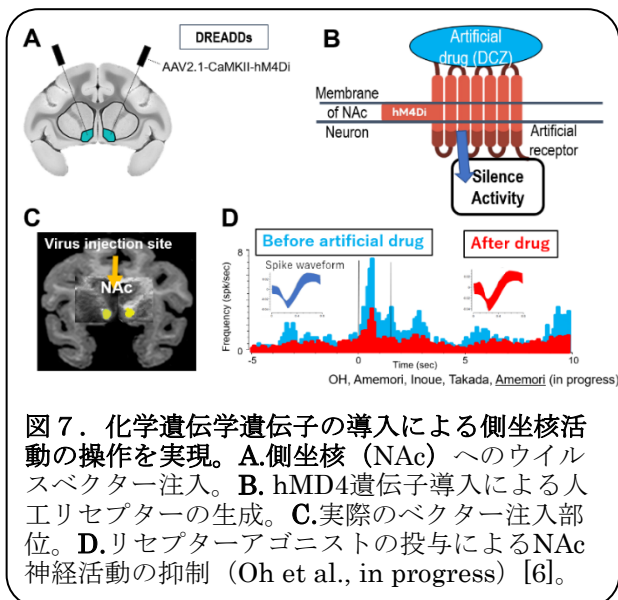 A
DREADDs
AAV2.1-CaMKII-hM4Di
B
Artificial
drug (DCZ)
Membrane
of NAc
Neuron
hM4Di
Artificial
receptor
Silence
Activity
C
Virus injection site
NAc
D
Before artificial drug
After drug
Spike waveform
Frequency (spk/sec)
8
0
-5
0
5
10
Time (sec)
OH, Amemori, Inoue, Takada, Amemori (in progress)
図７．化学遺伝学遺伝子の導入による側坐核活
動の操作を実現。A.側坐核（NAc）へのウイル
スベクター注入。B. hMD4遺伝子導入による人
工リセプターの生成。C.実際のベクター注入部
位。D.リセプターアゴニストの投与によるNAc
神経活動の抑制（Oh et al., in progress）[6]。